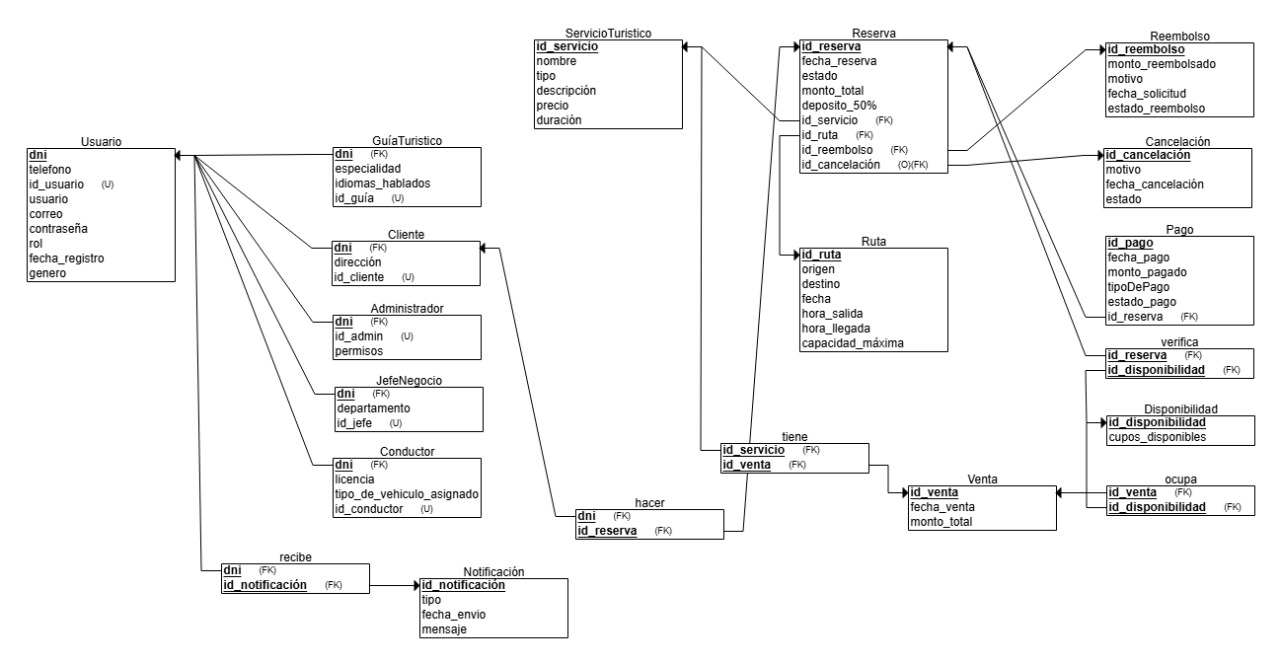 ServicioTuristico
id_servicio
nombre
tipo
descripción
precio
duración
Reserva
id_reserva
fecha_reserva
estado
monto_total
deposito_50%
id_servicio (FK)
id_ruta (FK)
id_reembolso (FK)
id_cancelación (O)(FK)
Reembolso
id_reembolso
monto_reembolsado
motivo
fecha_solicitud
estado_reembolso
Usuario
dni
telefono
id_usuario (U)
usuario
correo
contraseña
rol
fecha_registro
genero
GuíaTuristico
dni (FK)
especialidad
idiomas_hablados
id_guía (U)
Cancelación
id_cancelación
motivo
fecha_cancelación
estado
Cliente
dni (FK)
dirección
id_cliente (U)
Ruta
id_ruta
origen
destino
fecha
hora_salida
hora_llegada
capacidad_máxima
Pago
id_pago
fecha_pago
monto_pagado
tipoDePago
estado_pago
id_reserva (FK)
Administrador
dni (FK)
id_admin (U)
permisos
verifica
id_reserva (FK)
id_disponibilidad (FK)
JefeNegocio
dni (FK)
departamento
id_jefe (U)
Disponibilidad
id_disponibilidad
cupos_disponibles
Conductor
dni (FK)
licencia
tipo_de_vehiculo_asignado
id_conductor (U)
tiene
id_servicio (FK)
id_venta (FK)
Venta
id_venta
fecha_venta
monto_total
ocupa
id_venta (FK)
id_disponibilidad (FK)
hacer
dni (FK)
id_reserva (FK)
recibe
dni (FK)
id_notificación (FK)
Notificación
id_notificación
tipo
fecha_envio
mensaje